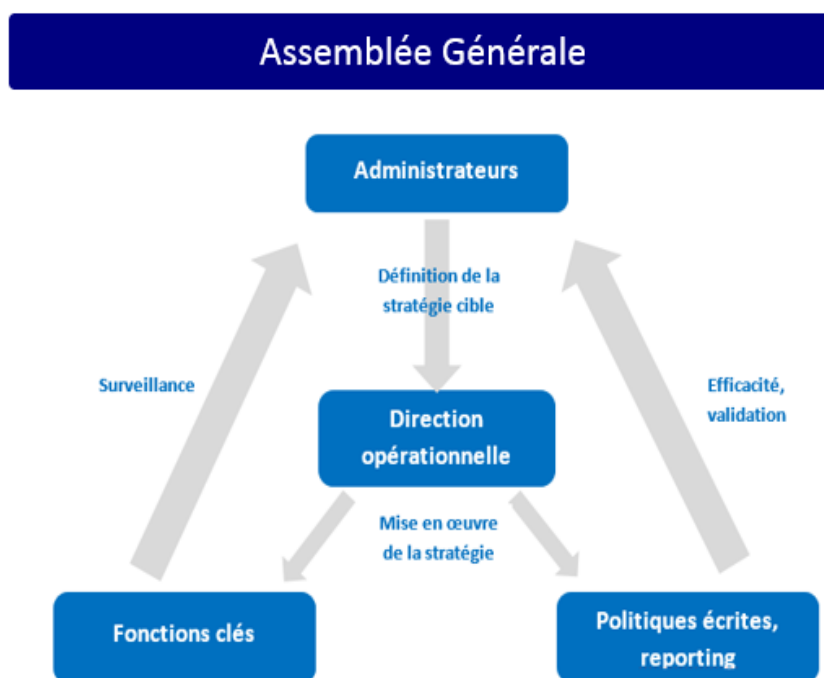 Assemblée Générale
Administrateurs
Définition de la
stratégie cible
Surveillance
Efficacité,
validation
Direction
opérationnelle
Mise en œuvre
de la stratégie
Fonctions clés
Politiques écrites,
reporting